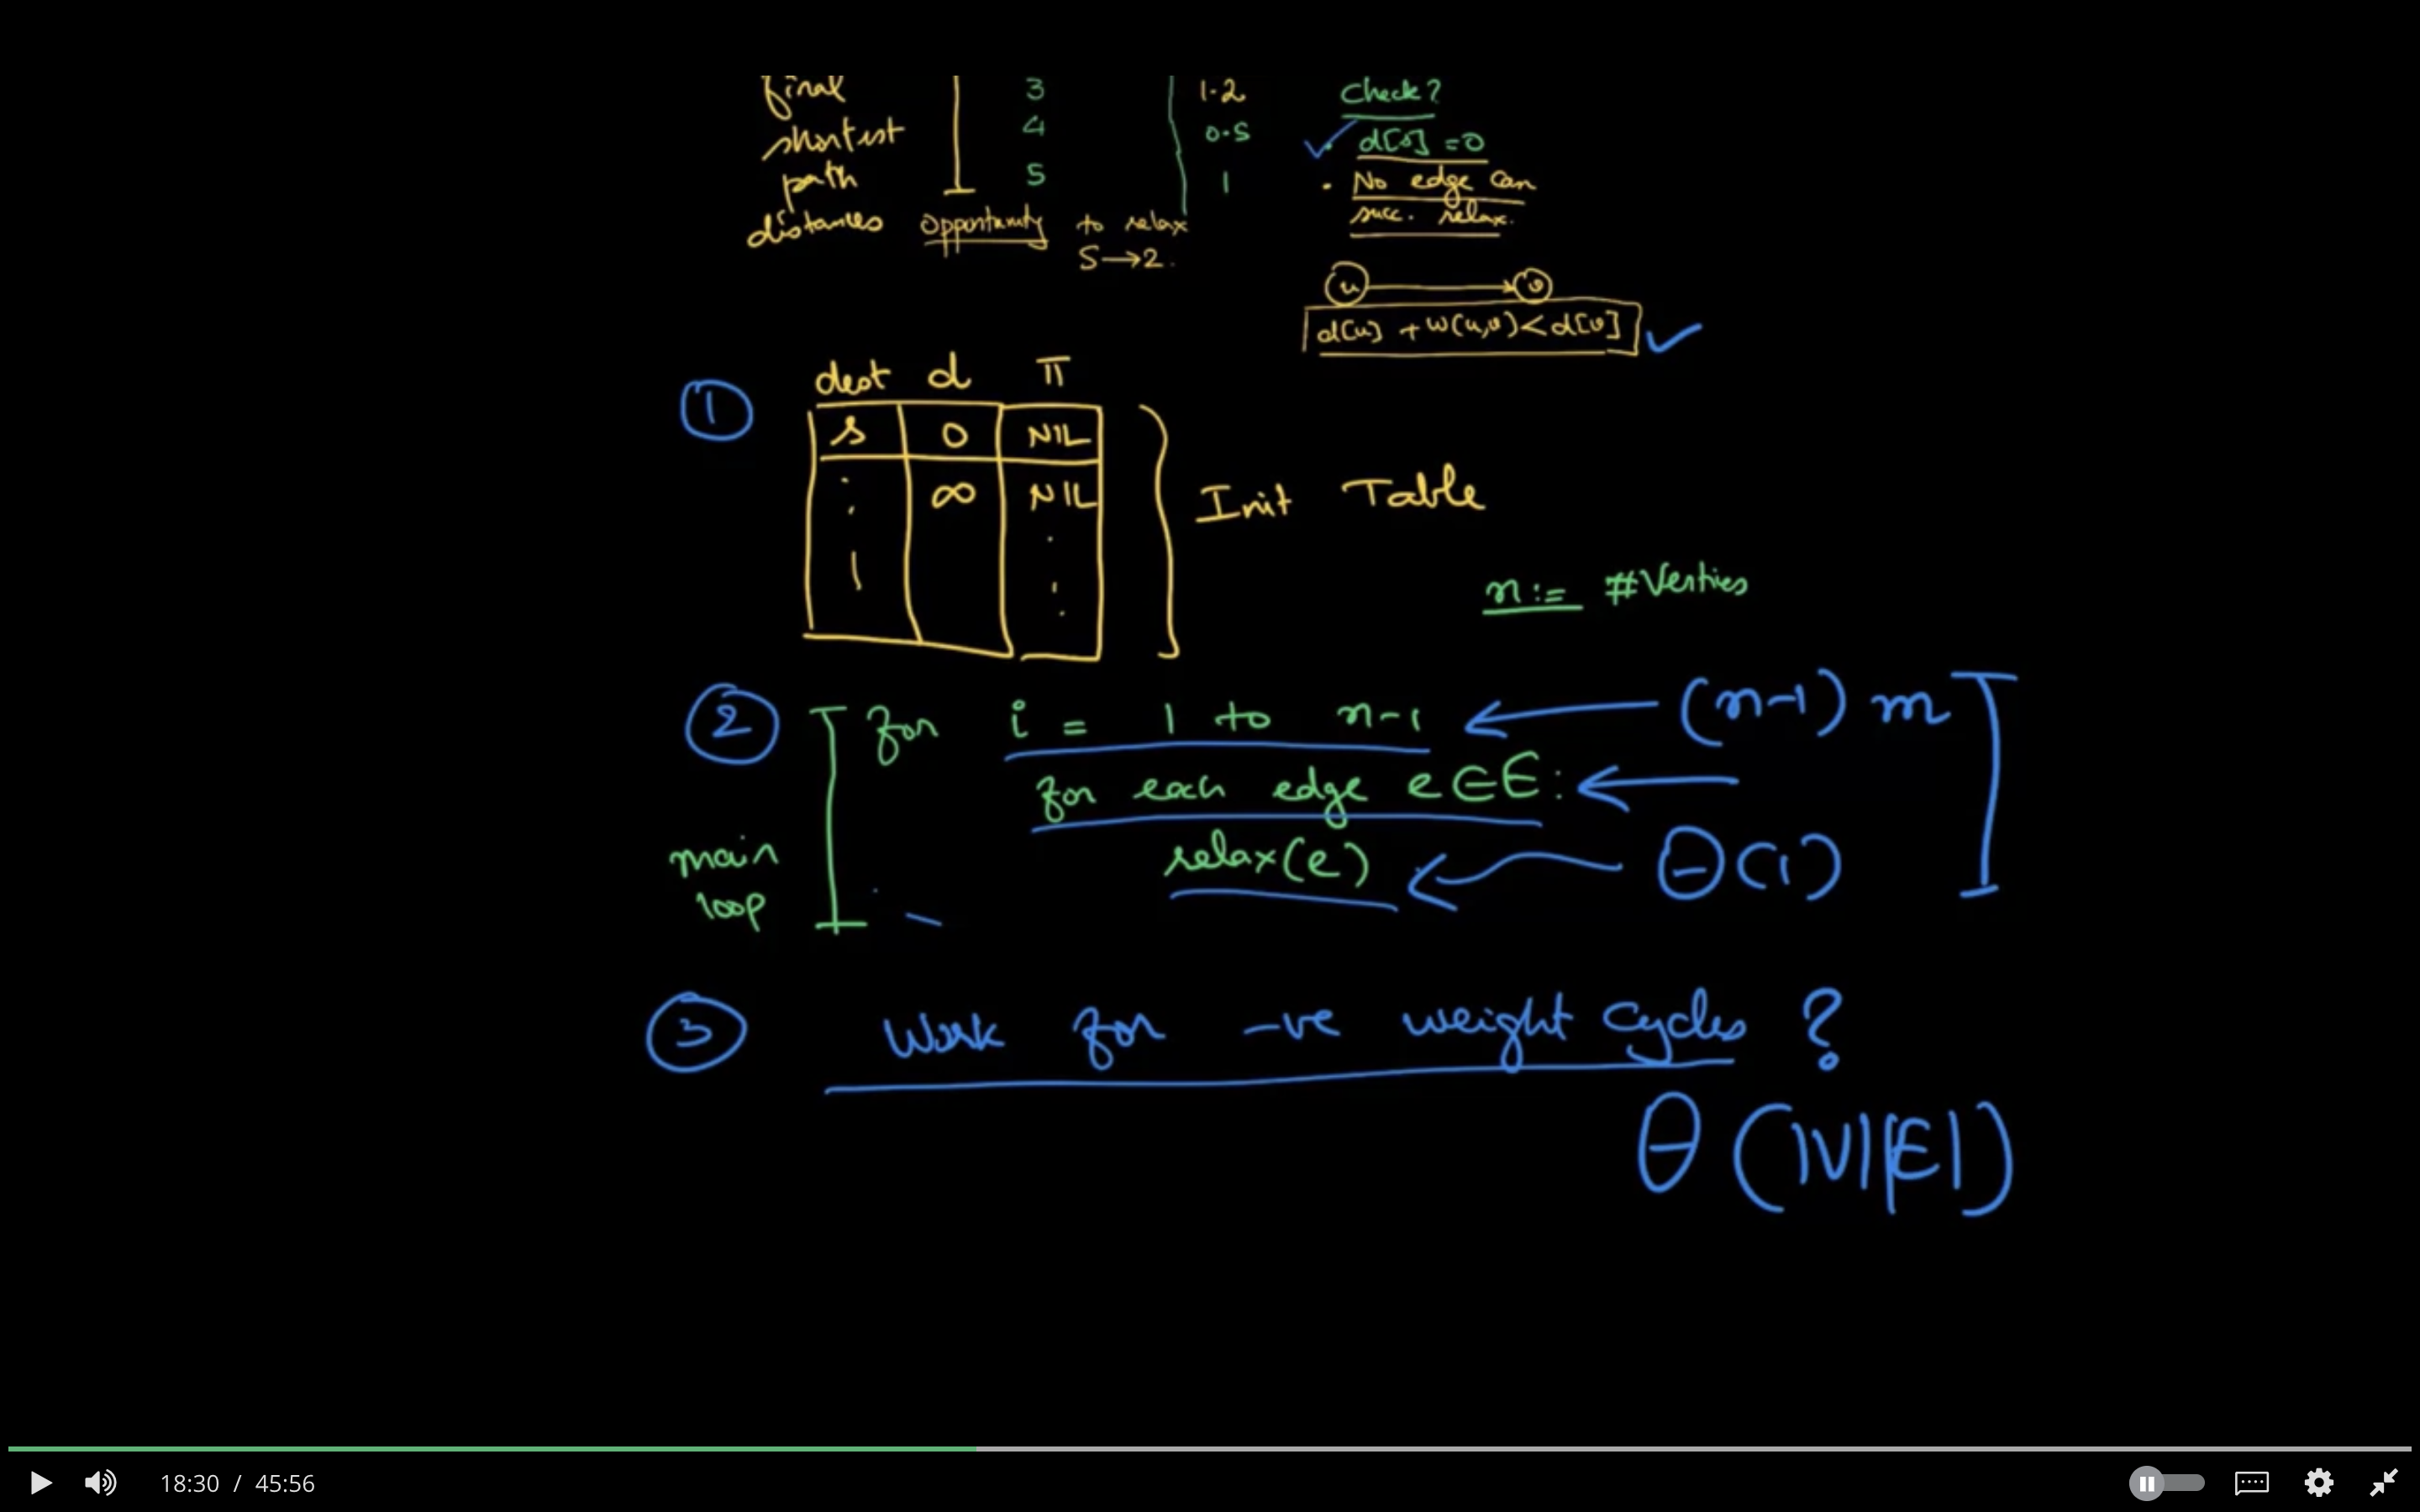 final 3 1.2 Check?
shortest 4 0.5 d[s] = 0
path 5 1 • No edge can
distances opportunity to relax succ. relax.
S → 2.
u → v
d[u] + w(u,v) < d[v]
① dest d π
s 0 NIL
∞ NIL
Init Table
n := #Verties
② for i = 1 to n-1 (n-1) m
for each edge e ∈ E:
main relax(e) Θ(1)
loop
③ Work for -ve weight cycles ?
Θ(|V||E|)
18:30 / 45:56